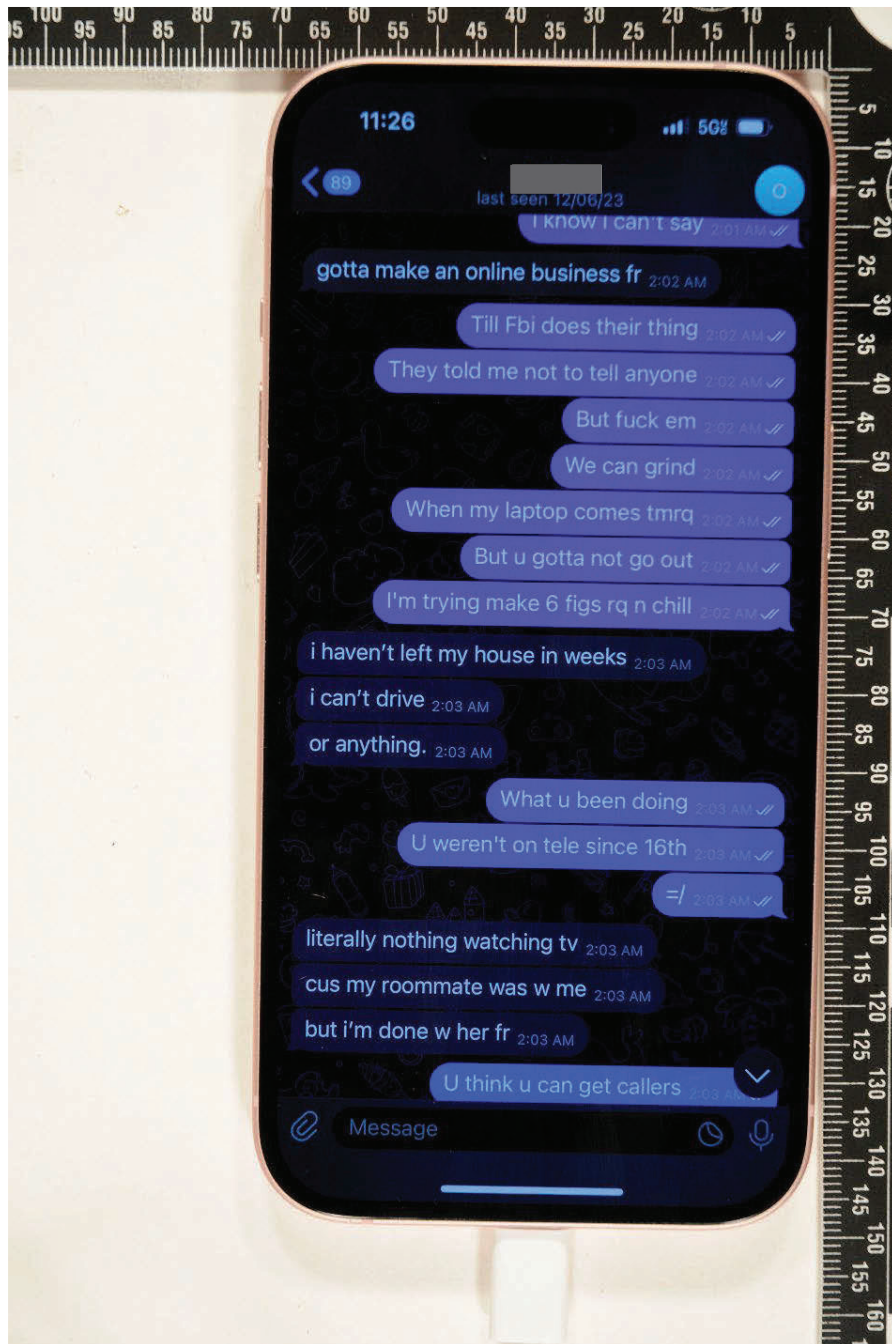 100 95 90 85 80 75 70 65 60 55 50 45 40 35 30 25 20 15 10 5
11:26
5G
89
last seen 12/06/23
O
I know I can't say 2:01 AM
gotta make an online business fr 2:02 AM
Till Fbi does their thing 2:02 AM
They told me not to tell anyone 2:02 AM
But fuck em 2:02 AM
We can grind 2:02 AM
When my laptop comes tmrq 2:02 AM
But u gotta not go out 2:02 AM
I'm trying make 6 figs rq n chill 2:02 AM
i haven't left my house in weeks 2:03 AM
i can't drive 2:03 AM
or anything. 2:03 AM
What u been doing 2:03 AM
U weren't on tele since 16th 2:03 AM
=/ 2:03 AM
literally nothing watching tv 2:03 AM
cus my roommate was w me 2:03 AM
but i'm done w her fr 2:03 AM
U think u can get callers 2:03 AM
Message
5 10 15 20 25 30 35 40 45 50 55 60 65 70 75 80 85 90 95 100 105 110 115 120 125 130 135 140 145 150 155 160